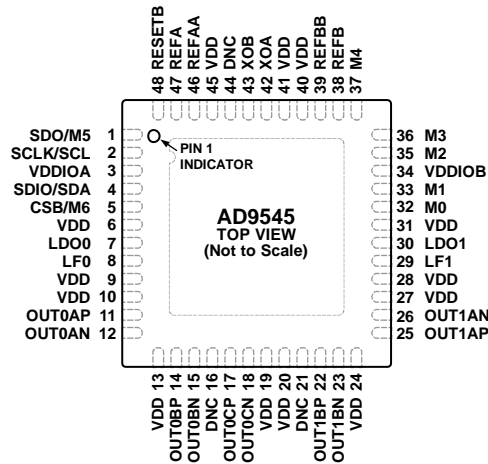 48 RESETB
47 REFA
46 REFAA
45 VDD
44 DNC
43 XOB
42 XOA
41 VDD
40 VDD
39 REFBB
38 REFB
37 M4
SDO/M5 1
SCLK/SCL 2
VDDIOA 3
SDIO/SDA 4
CSB/M6 5
VDD 6
LDO0 7
LF0 8
VDD 9
VDD 10
OUT0AP 11
OUT0AN 12
PIN 1
INDICATOR
AD9545
TOP VIEW
(Not to Scale)
36 M3
35 M2
34 VDDIOB
33 M1
32 M0
31 VDD
30 LDO1
29 LF1
28 VDD
27 VDD
26 OUT1AN
25 OUT1AP
VDD 13
OUT0BP 14
OUT0BN 15
DNC 16
OUT0CP 17
OUT0CN 18
VDD 19
VDD 20
DNC 21
OUT1BP 22
OUT1BN 23
VDD 24